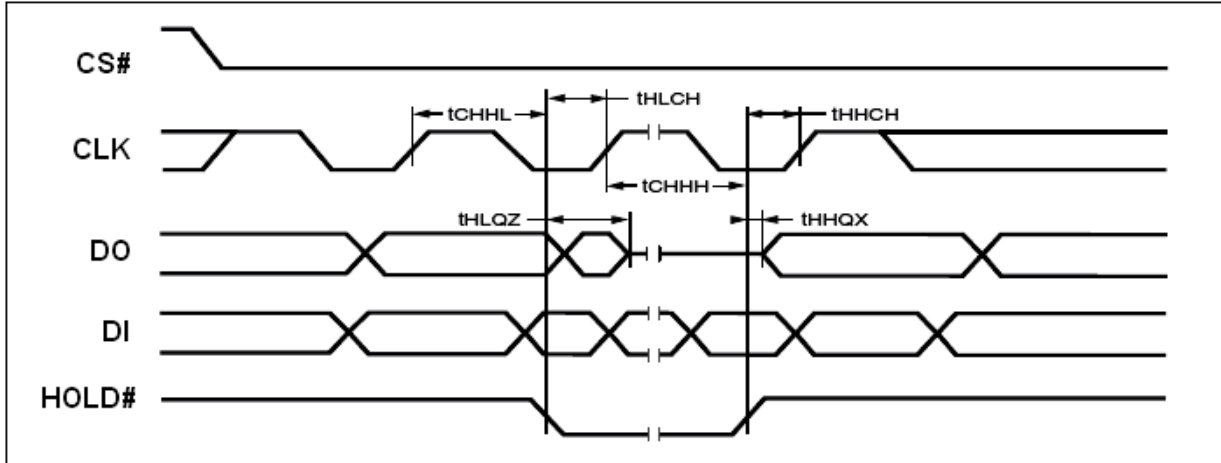 CS#
tHLCH
tCHHL
tHHCH
CLK
tCHHH
tHLQZ
tHHQX
DO
DI
HOLD#